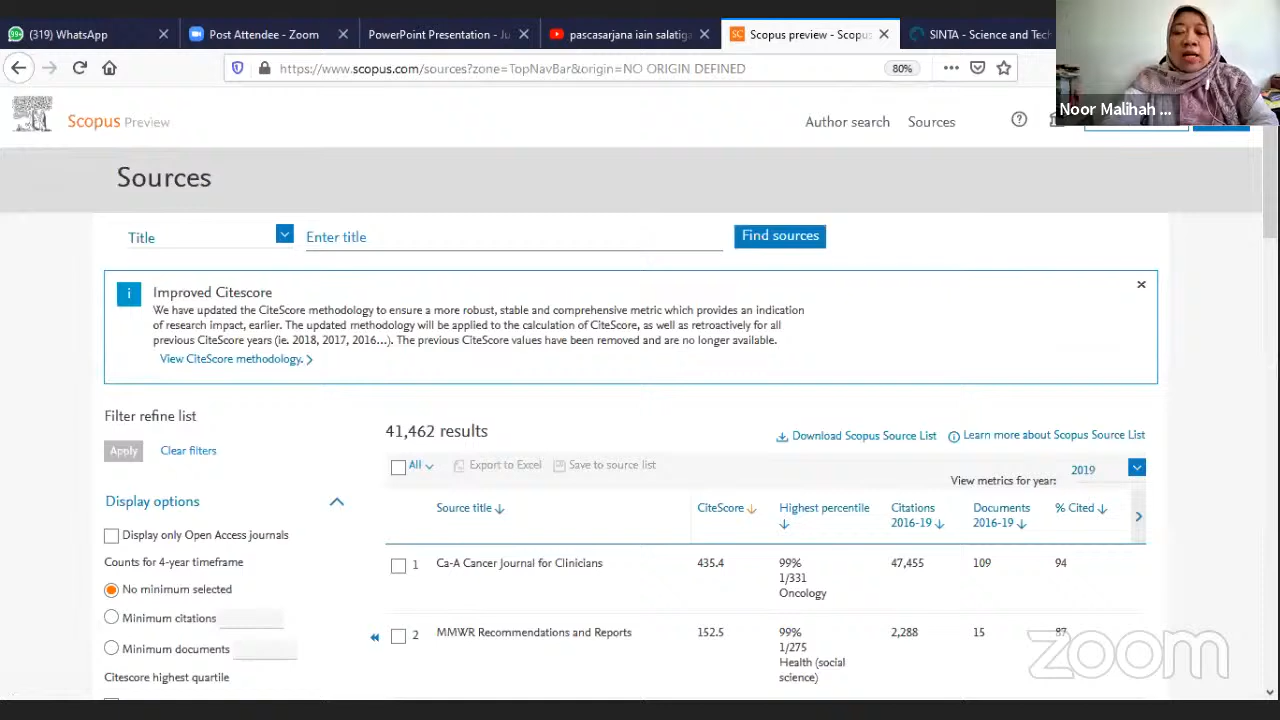 (319) WhatsApp
Post Attendee - Zoom
PowerPoint Presentation - Ju
pascasarjana iain salatiga
Scopus preview - Scopus
SINTA - Science and Tech
https://www.scopus.com/sources?zone=TopNavBar&origin=NO ORIGIN DEFINED
80%
Noor Malihah ...
Scopus Preview
Author search
Sources
Sources
Title
Enter title
Find sources
Improved Citescore
We have updated the CiteScore methodology to ensure a more robust, stable and comprehensive metric which provides an indication
of research impact, earlier. The updated methodology will be applied to the calculation of CiteScore, as well as retroactively for all
previous CiteScore years (ie. 2018, 2017, 2016...). The previous CiteScore values have been removed and are no longer available.
View CiteScore methodology.
Filter refine list
Apply
Clear filters
Display options
Display only Open Access journals
Counts for 4-year timeframe
No minimum selected
Minimum citations
Minimum documents
Citescore highest quartile
41,462 results
Download Scopus Source List
Learn more about Scopus Source List
All
Export to Excel
Save to source list
View metrics for year:
2019
Source title
CiteScore
Highest percentile
Citations
2016-19
Documents
2016-19
% Cited
1
Ca-A Cancer Journal for Clinicians
435.4
99%
1/331
Oncology
47,455
109
94
2
MMWR Recommendations and Reports
152.5
99%
1/275
Health (social
science)
2,288
15
87
zoom